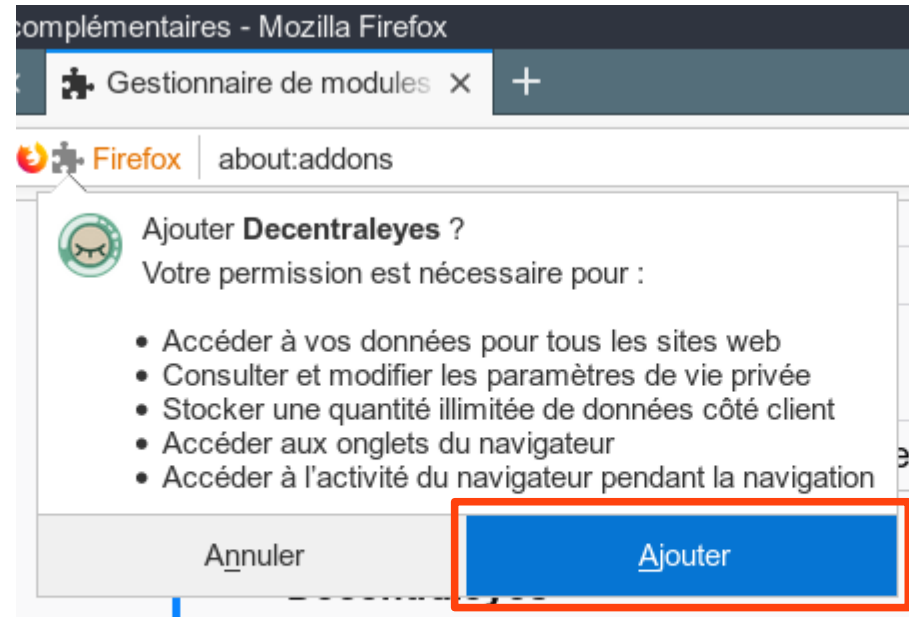 complémentaires - Mozilla Firefox
Gestionnaire de modules
Firefox about:addons
Ajouter Decentraleyes ?
Votre permission est nécessaire pour :
• Accéder à vos données pour tous les sites web
• Consulter et modifier les paramètres de vie privée
• Stocker une quantité illimitée de données côté client
• Accéder aux onglets du navigateur
• Accéder à l'activité du navigateur pendant la navigation
Annuler
Ajouter